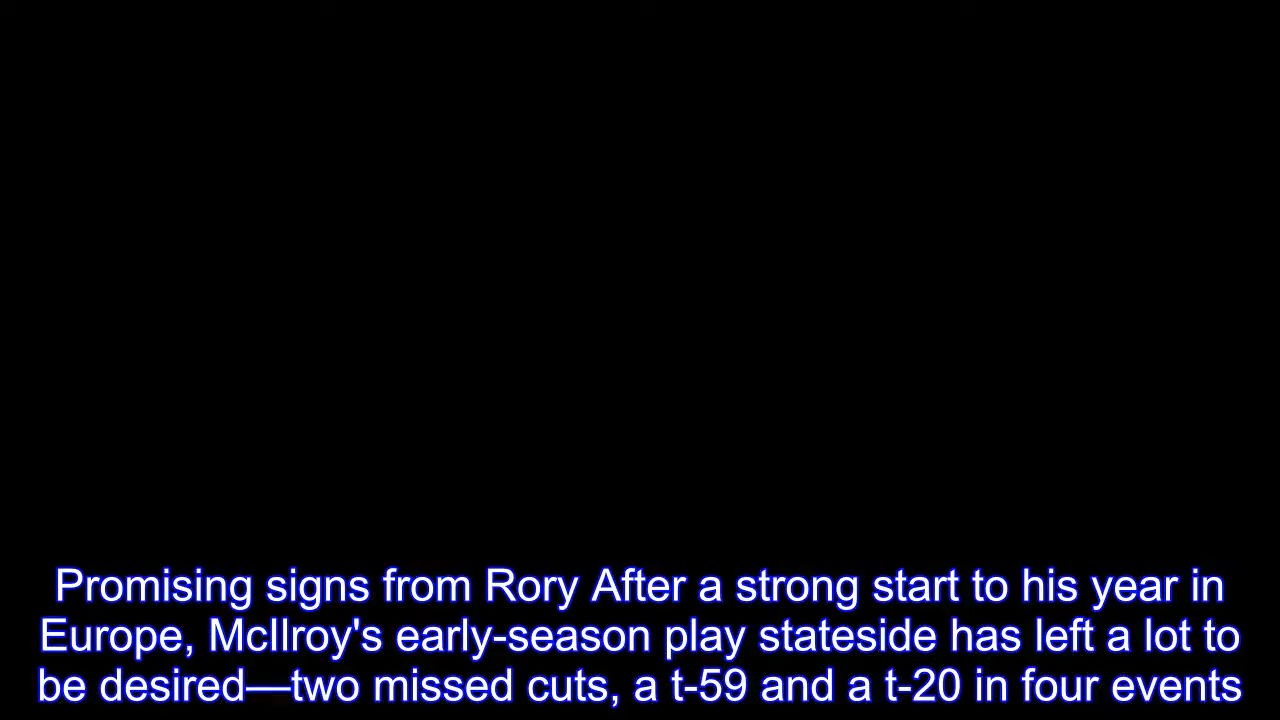 Promising signs from Rory After a strong start to his year in
Europe, McIlroy's early-season play stateside has left a lot to
be desired—two missed cuts, a t-59 and a t-20 in four events